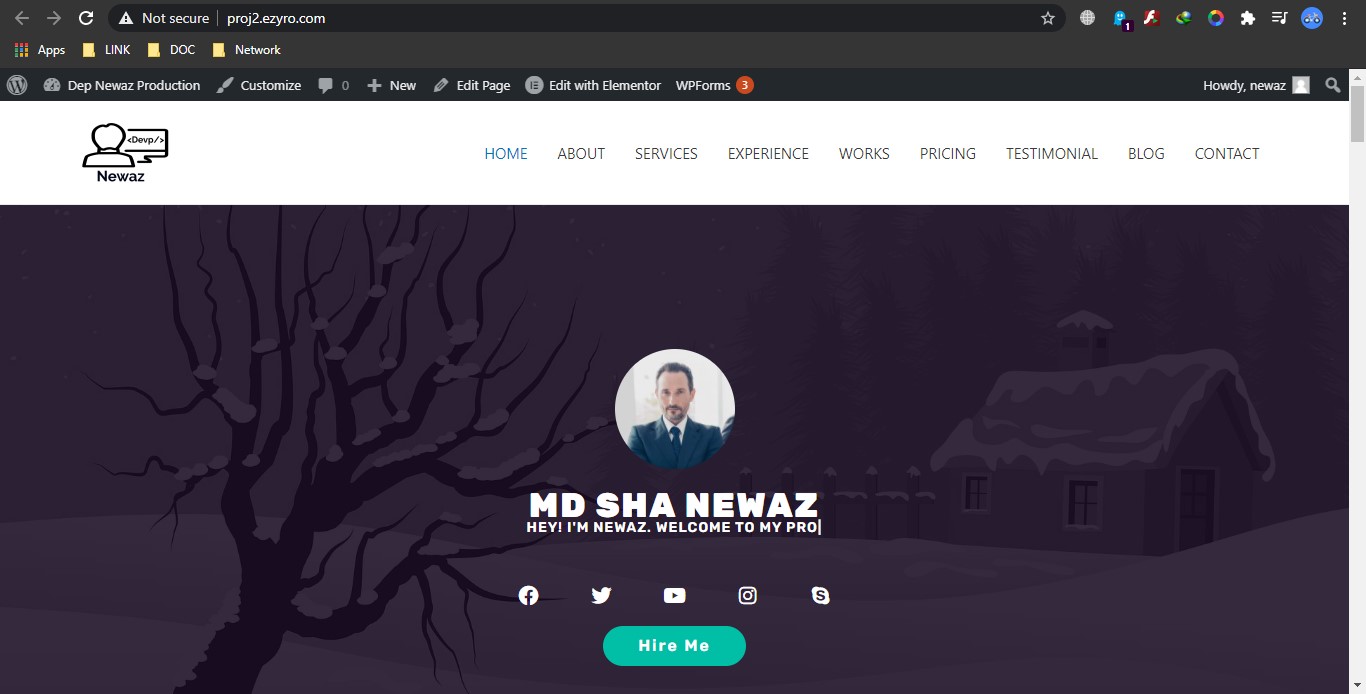 Not secure proj2.ezyro.com
1
Apps LINK DOC Network
Dep Newaz Production Customize 0 New Edit Page Edit with Elementor WPForms 3 Howdy, newaz
<Devp/>
Newaz
HOME ABOUT SERVICES EXPERIENCE WORKS PRICING TESTIMONIAL BLOG CONTACT
MD SHA NEWAZ
HEY! I'M NEWAZ. WELCOME TO MY PRO
Hire Me